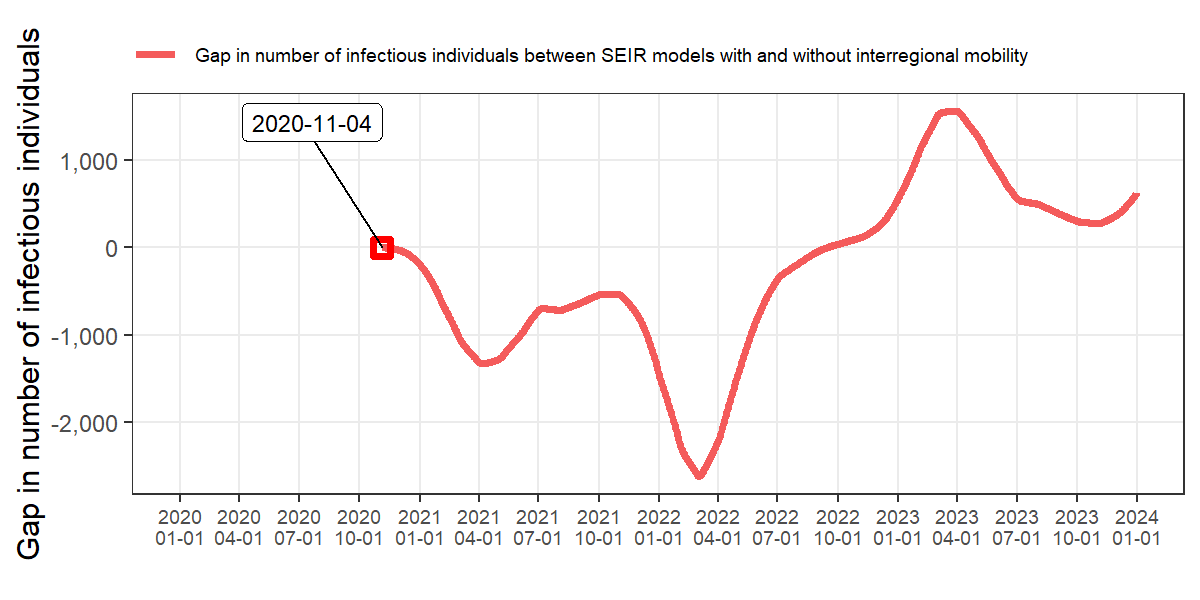 Gap in number of infectious individuals between SEIR models with and without interregional mobility
Gap in number of infectious individuals
2020-11-04
1,000
0
-1,000
-2,000
2020 2020 2020 2020 2021 2021 2021 2021 2022 2022 2022 2022 2023 2023 2023 2023 2024
01-01 04-01 07-01 10-01 01-01 04-01 07-01 10-01 01-01 04-01 07-01 10-01 01-01 04-01 07-01 10-01 01-01